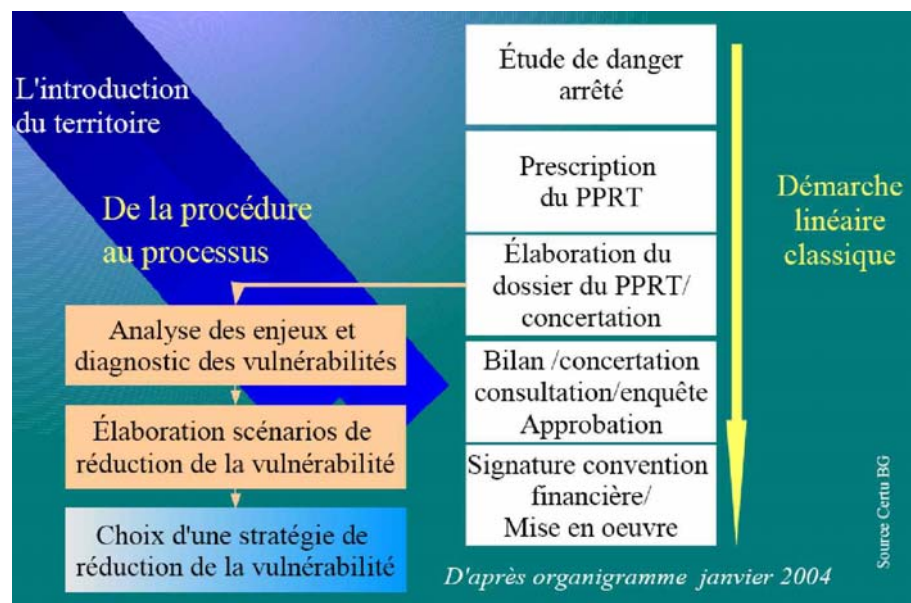 L'introduction
du territoire
De la procédure
au processus
Analyse des enjeux et
diagnostic des vulnérabilités
Élaboration scénarios de
réduction de la vulnérabilité
Choix d'une stratégie de
réduction de la vulnérabilité
Étude de danger
arrêté
Prescription
du PPRT
Élaboration du
dossier du PPRT/
concertation
Bilan /concertation
consultation/enquête
Approbation
Signature convention
financière/
Mise en oeuvre
Démarche
linéaire
classique
D'après organigramme janvier 2004
Source Certu BG